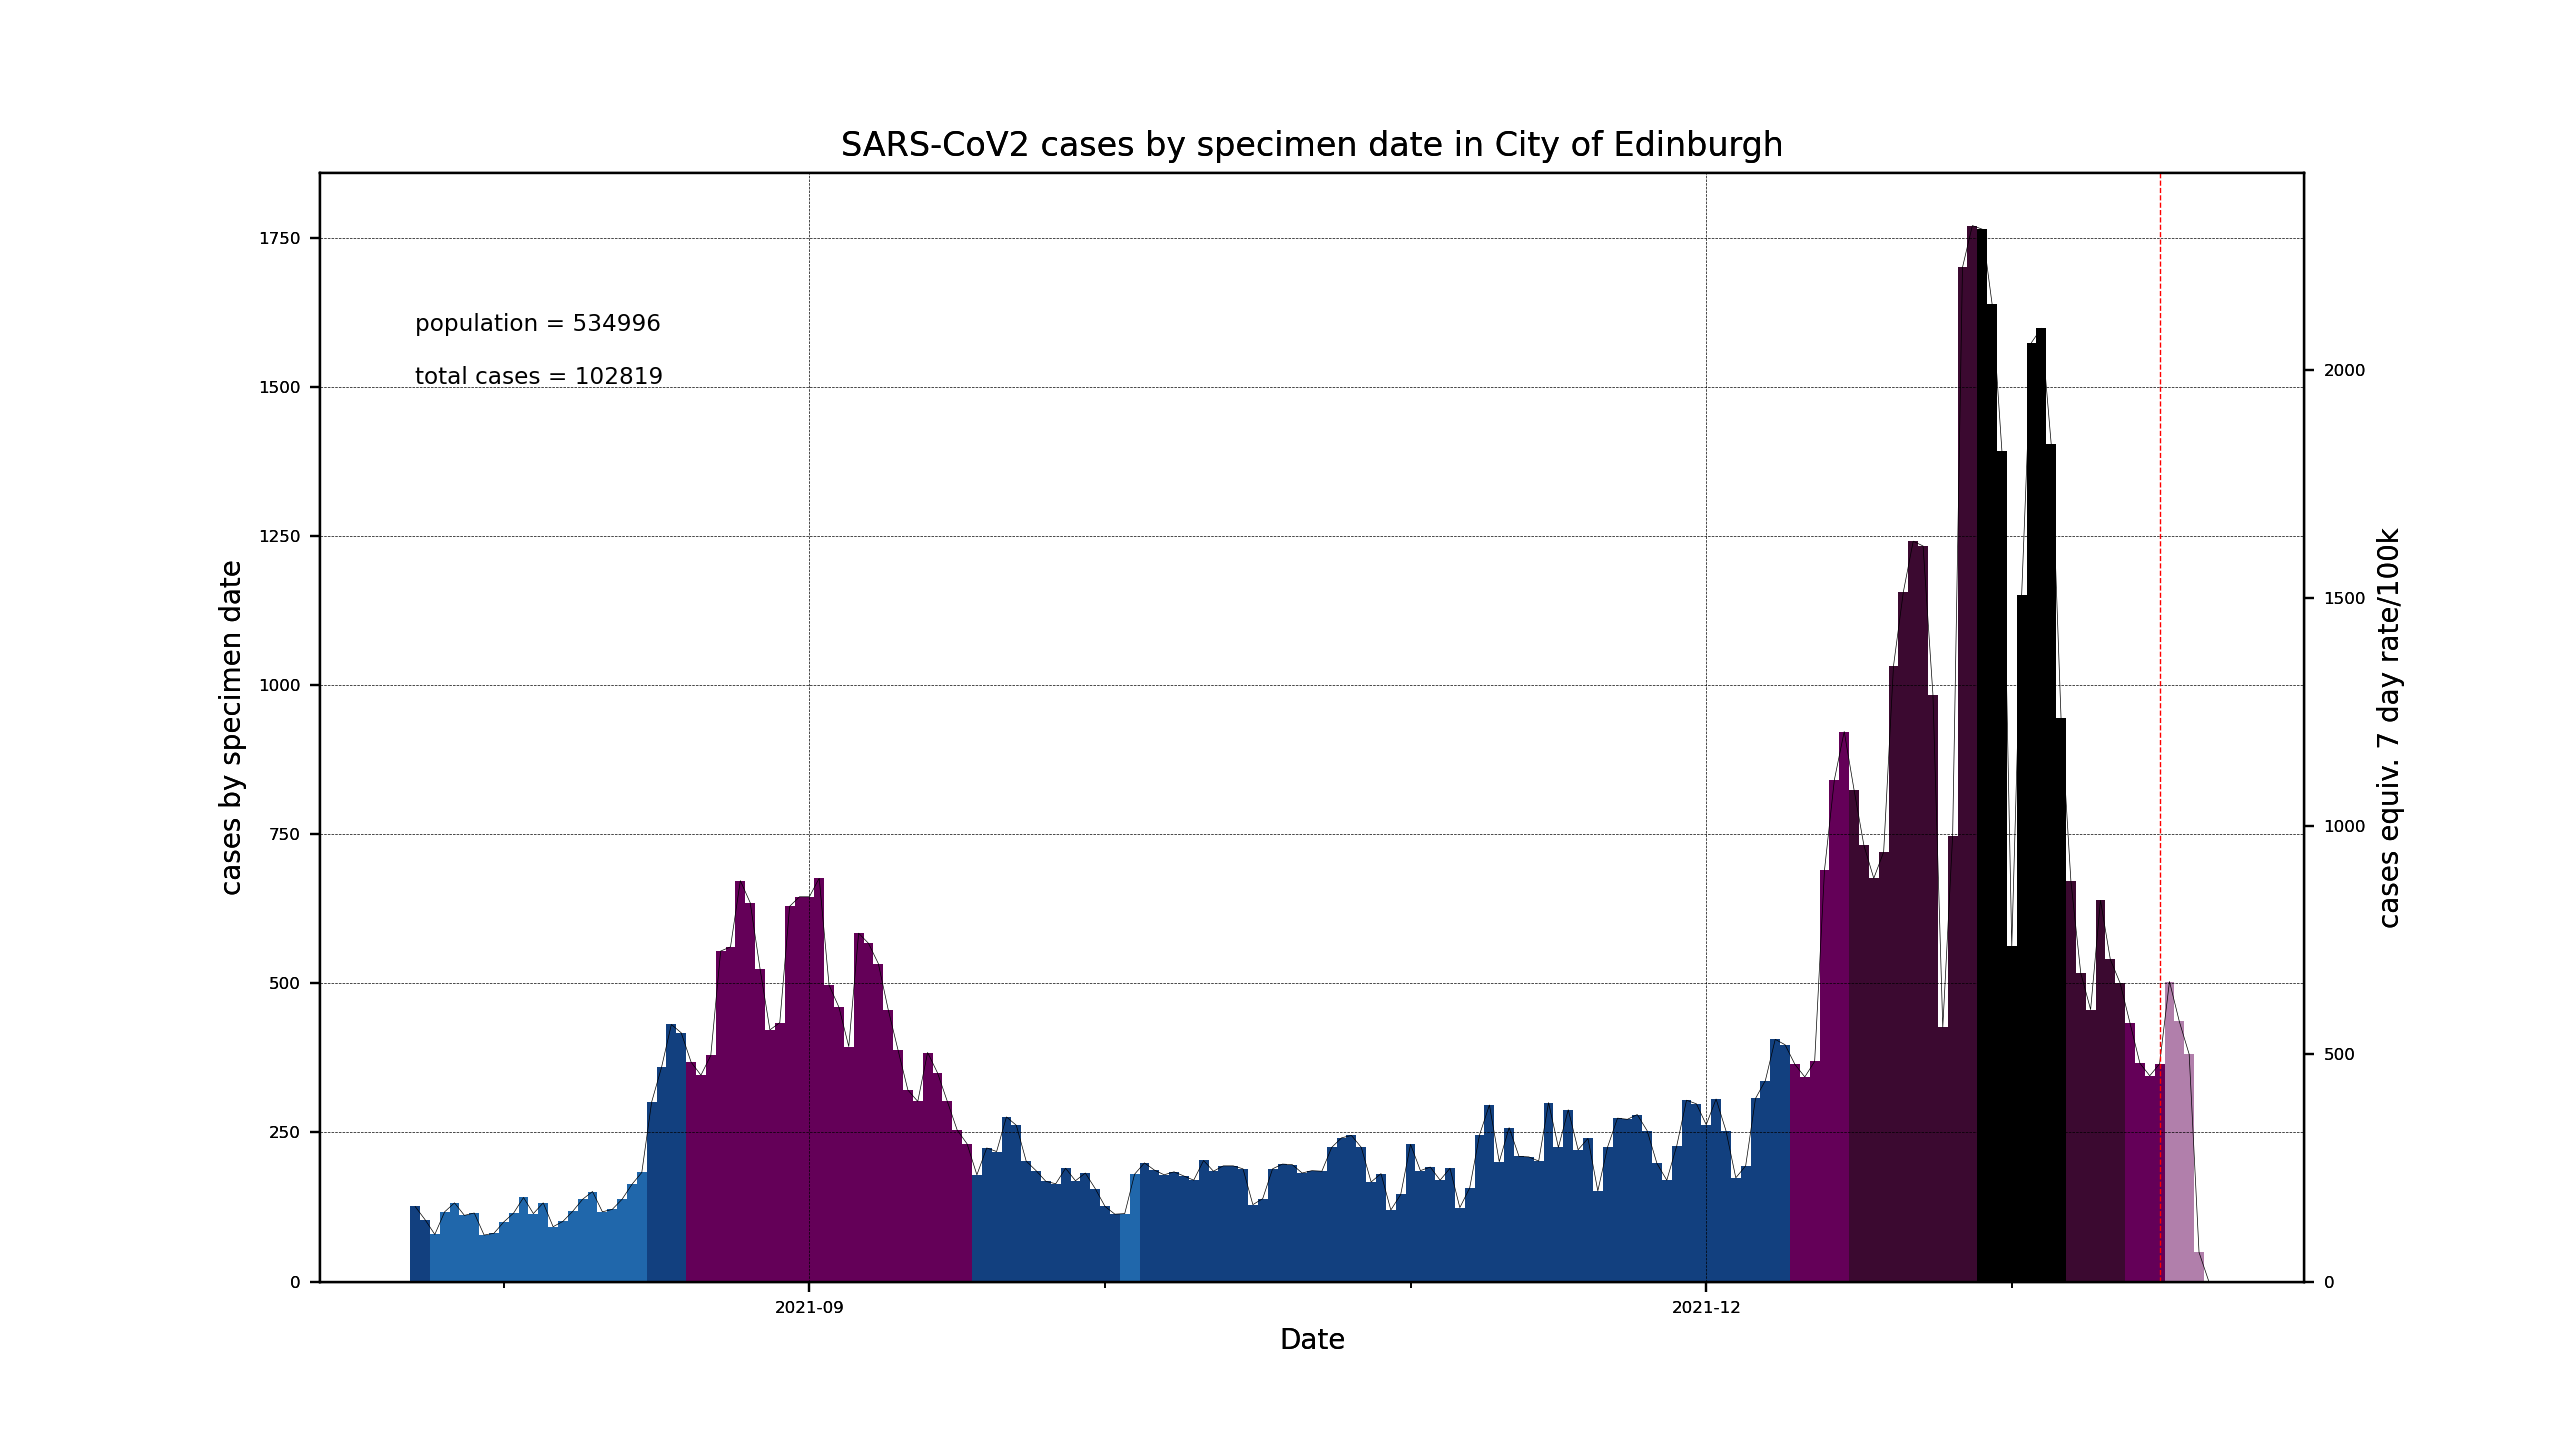 SARS-CoV2 cases by specimen date in City of Edinburgh
population = 534996
total cases = 102819
cases by specimen date
1750
1500
1250
1000
750
500
250
0
2021-09
2021-12
Date
2000
1500
1000
500
0
cases equiv. 7 day rate/100k